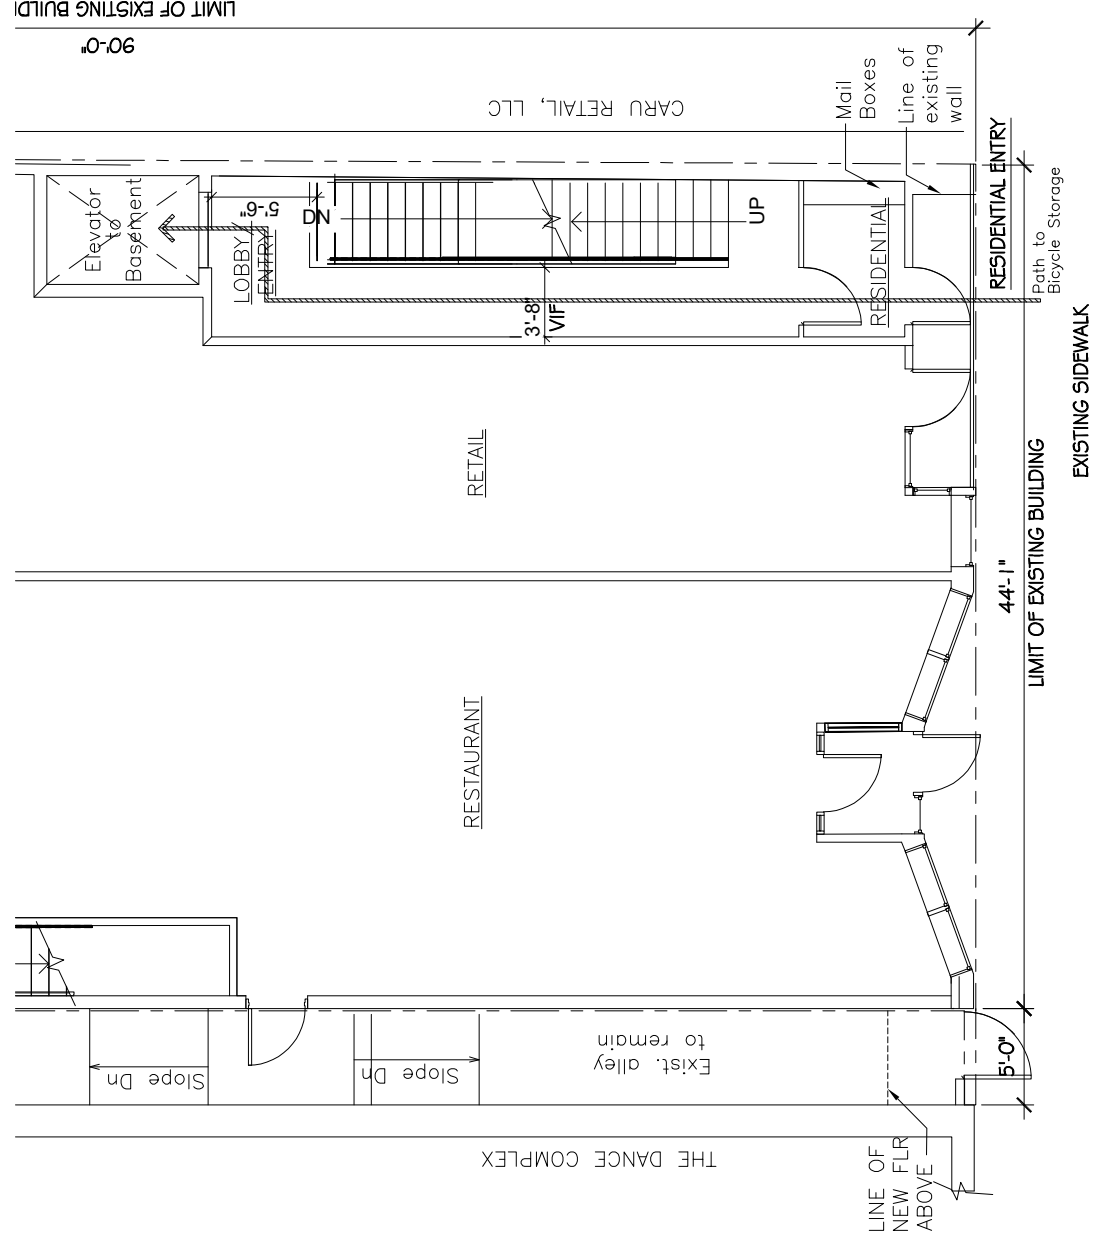 LIMIT OF EXISTING BUILDI
90'-0"
CARU RETAIL, LLC
Mail
Boxes
Line of
existing
wall
RESIDENTIAL ENTRY
Path to
Bicycle Storage
EXISTING SIDEWALK
Elevator
to
Basement
5'-6"
LOBBY
ENTRY
DN
UP
3'-8"
VIF
RESIDENTIAL
RETAIL
44'-1"
LIMIT OF EXISTING BUILDING
RESTAURANT
Slope Dn
Slope Dn
Exist. alley
to remain
5'-0"
THE DANCE COMPLEX
LINE OF
NEW FLR
ABOVE